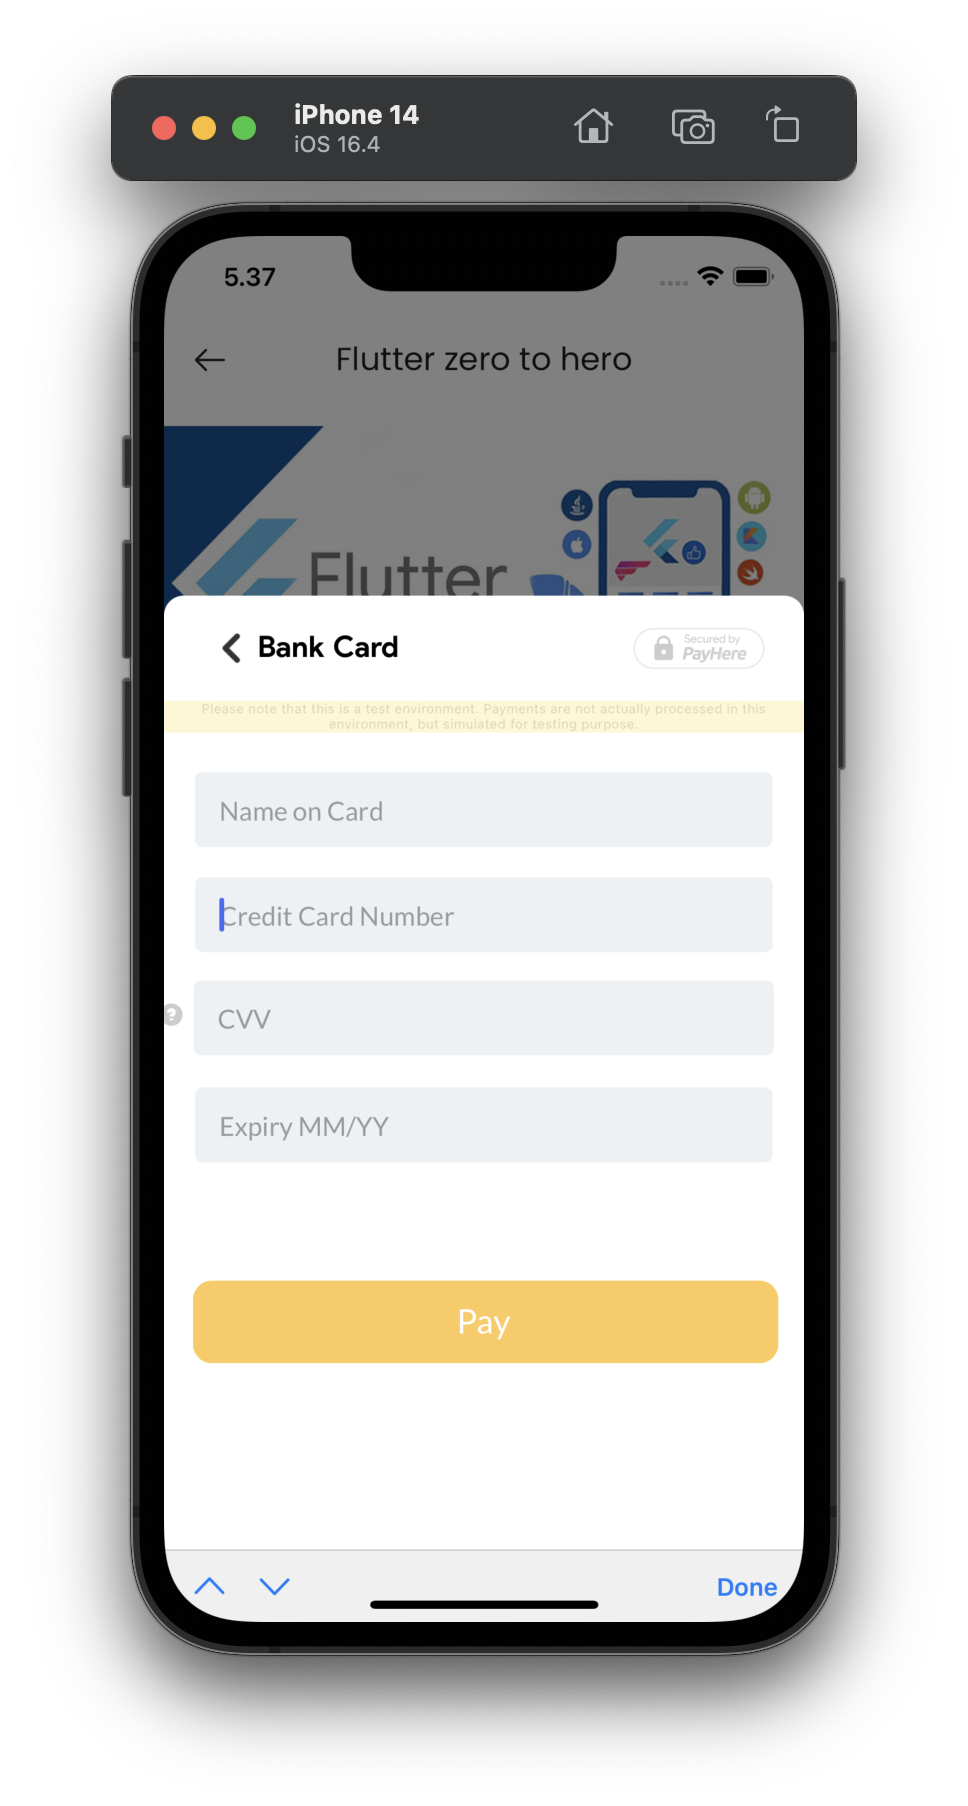 iPhone 14
iOS 16.4
5.37
Flutter zero to hero
Flutter
Bank Card
Secured by
PayHere
Please note that this is a test environment. Payments are not actually processed in this
environment, but simulated for testing purpose.
Name on Card
Credit Card Number
?
CVV
Expiry MM/YY
Pay
Done